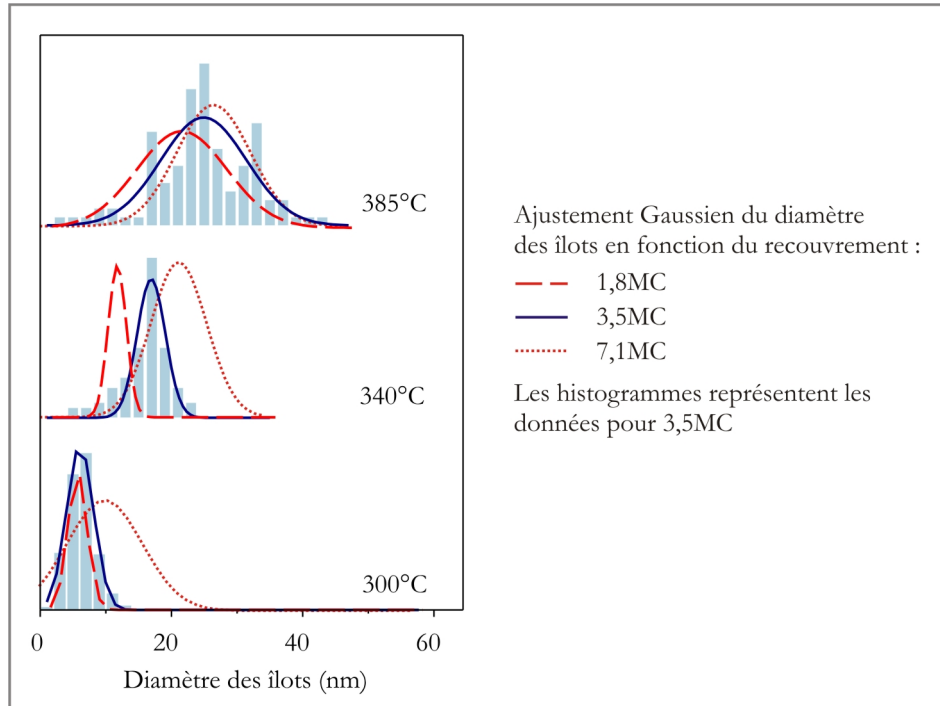 385°C
340°C
300°C
0 20 40 60
Diamètre des îlots (nm)
Ajustement Gaussien du diamètre
des îlots en fonction du recouvrement :
1,8MC
3,5MC
7,1MC
Les histogrammes représentent les
données pour 3,5MC